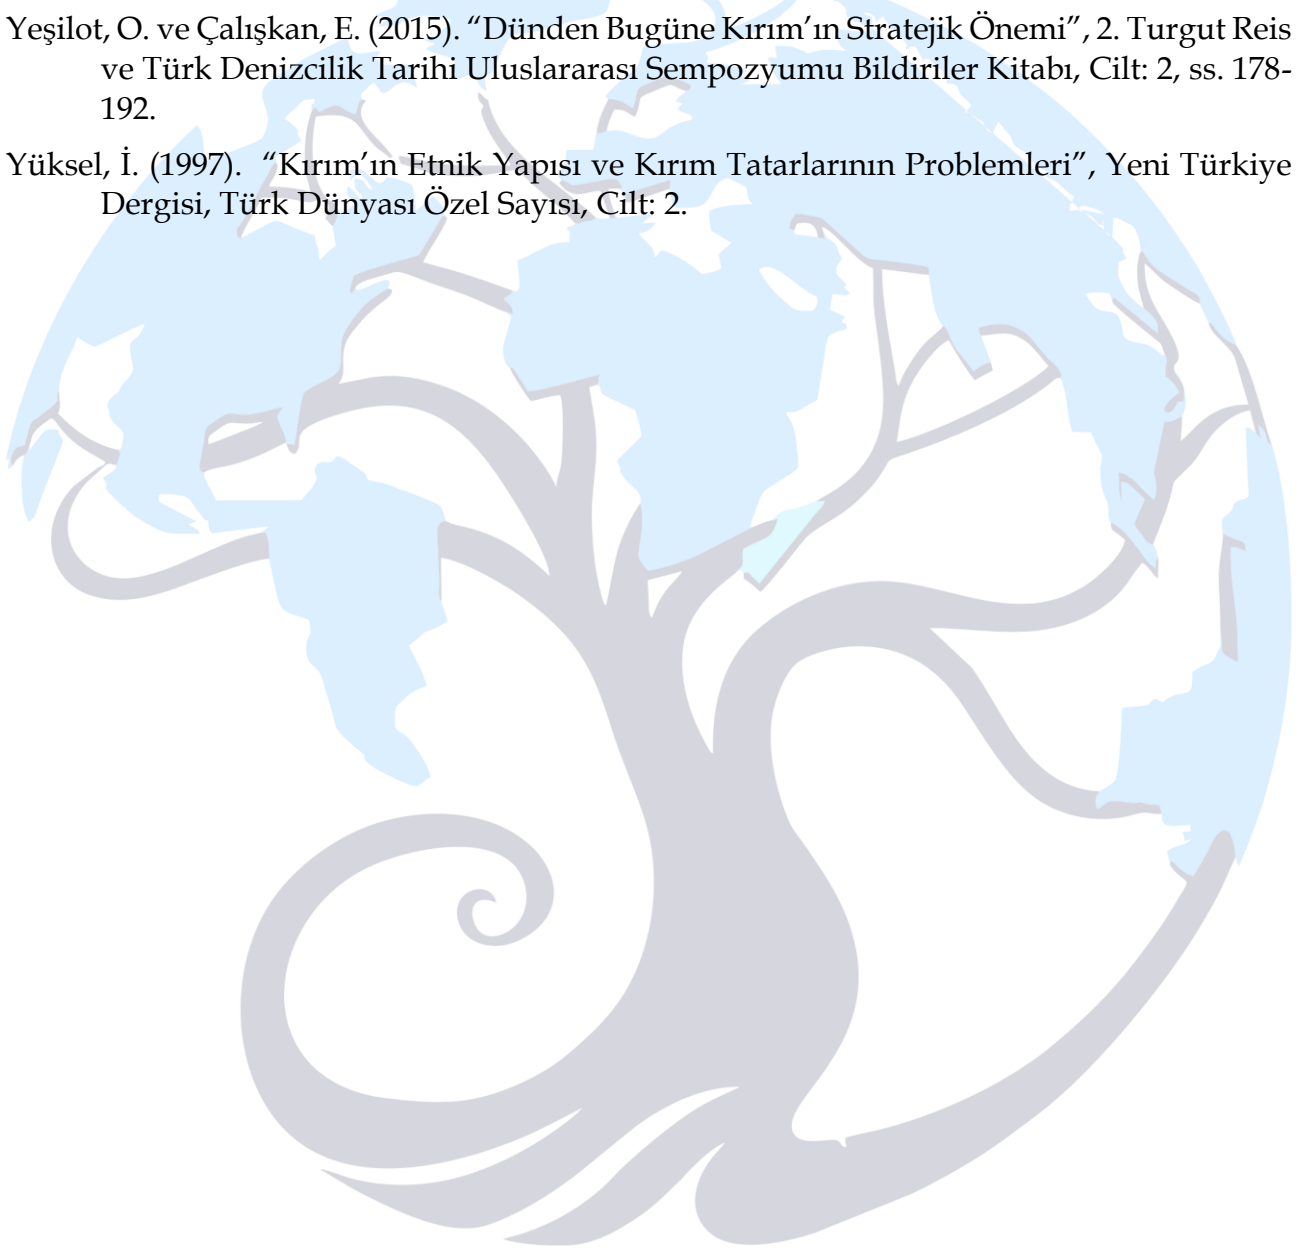 Yeşilot, O. ve Çalışkan, E. (2015). “Dünden Bugüne Kırım’ın Stratejik Önemi”, 2. Turgut Reis
ve Türk Denizcilik Tarihi Uluslararası Sempozyumu Bildiriler Kitabı, Cilt: 2, ss. 178-
192.
Yüksel, İ. (1997). “Kırım’ın Etnik Yapısı ve Kırım Tatarlarının Problemleri”, Yeni Türkiye
Dergisi, Türk Dünyası Özel Sayısı, Cilt: 2.